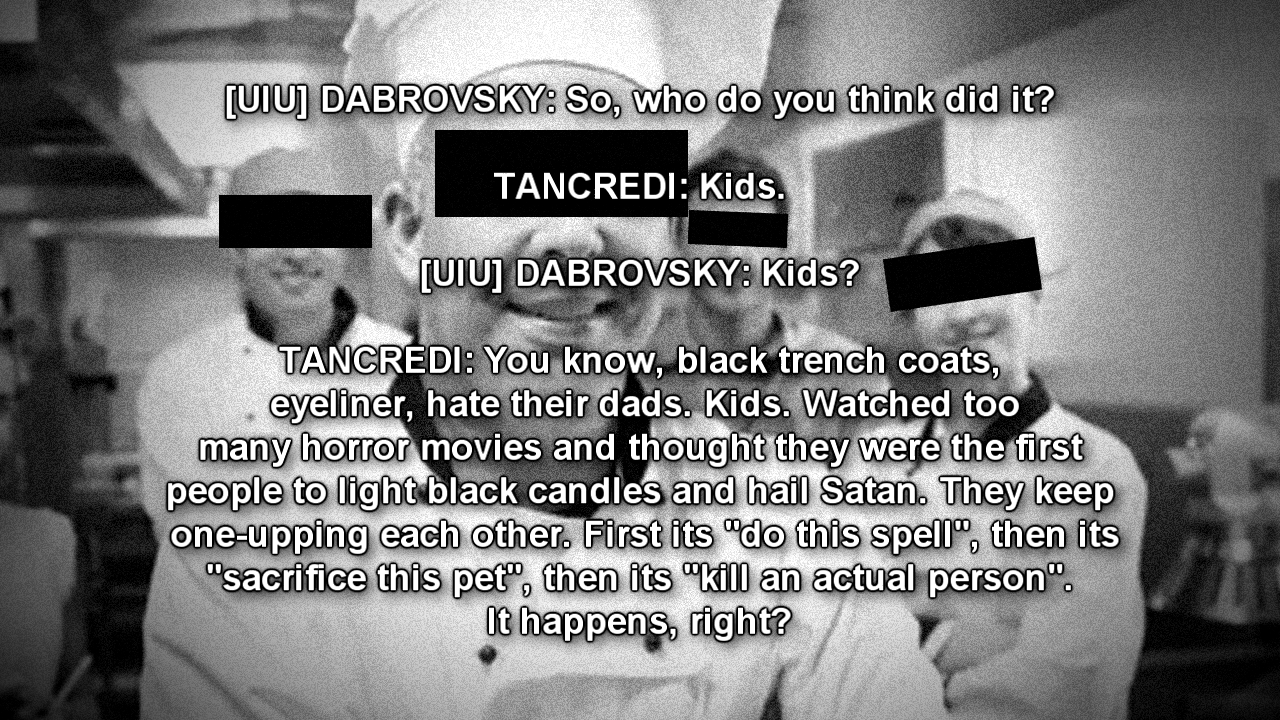 [UIU] DABROVSKY: So, who do you think did it?
TANCREDI: Kids.
[UIU] DABROVSKY: Kids?
TANCREDI: You know, black trench coats,
eyeliner, hate their dads. Kids. Watched too
many horror movies and thought they were the first
people to light black candles and hail Satan. They keep
one-upping each other. First its "do this spell", then its
"sacrifice this pet", then its "kill an actual person".
It happens, right?